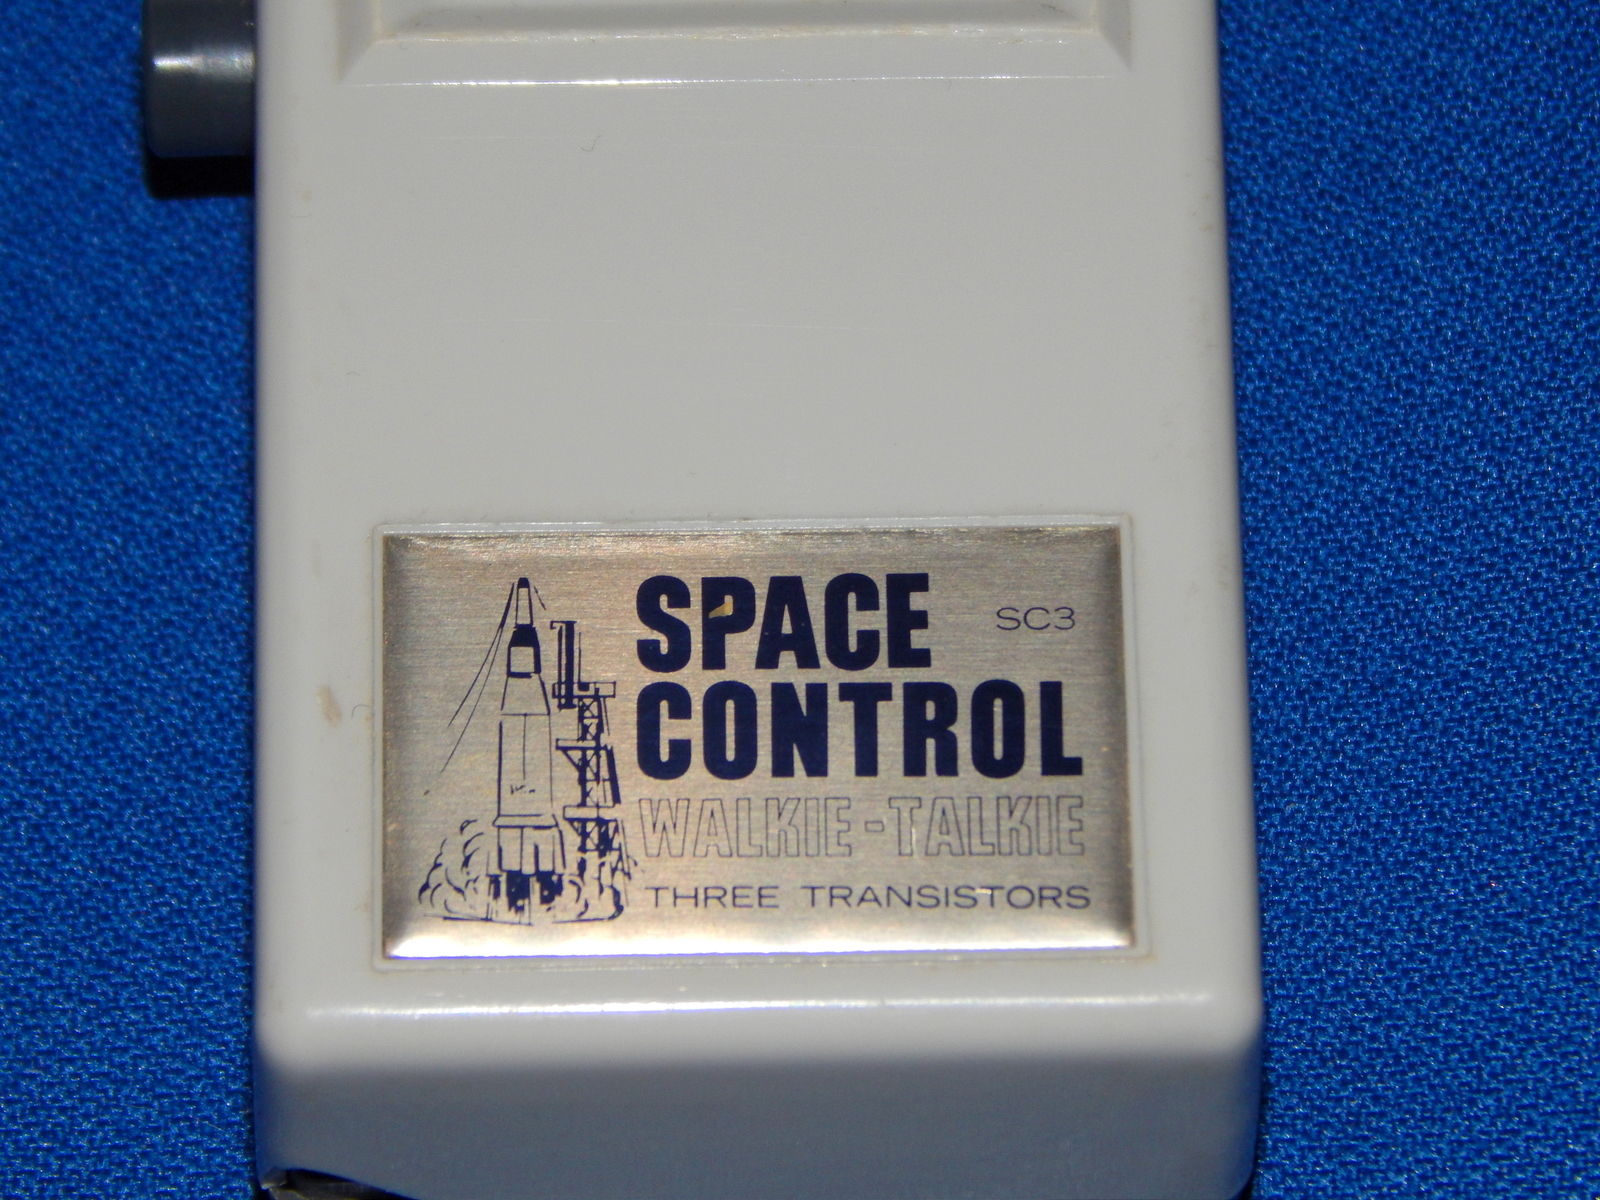 SPACE SC3
CONTROL
WALKIE-TALKIE
THREE TRANSISTORS